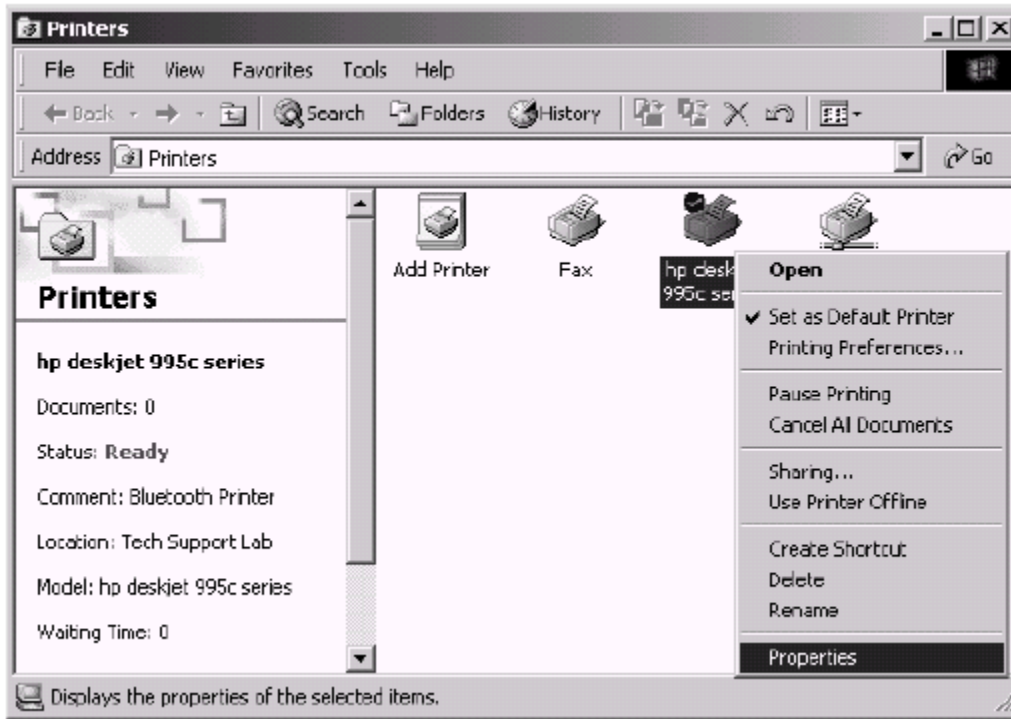 Printers
File Edit View Favorites Tools Help
Back Search Folders History
Address Printers Go
Add Printer Fax hp desk
995c ser
Printers
hp deskjet 995c series
Documents: 0
Status: Ready
Comment: Bluetooth Printer
Location: Tech Support Lab
Model: hp deskjet 995c series
Waiting Time: 0
Open
Set as Default Printer
Printing Preferences...
Pause Printing
Cancel All Documents
Sharing...
Use Printer Offline
Create Shortcut
Delete
Rename
Properties
Displays the properties of the selected items.